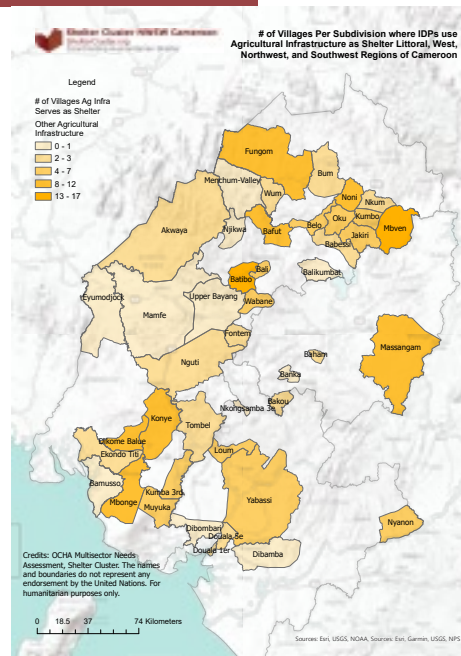 Shelter Cluster NWSW Cameroon
ShelterCluster.org
# of Villages Per Subdivision where IDPs use
Agricultural Infrastructure as Shelter Littoral, West,
Northwest, and Southwest Regions of Cameroon
Legend
# of Villages Ag Infra
Serves as Shelter
Other Agricultural
Infrastructure
0 - 1
2 - 3
4 - 7
8 - 12
13 - 17
Fungom
Bum
Menchum-Valley
Wum
Noni
Nkum
Akwaya
Njikwa
Bafut
Belo
Oku
Kumbo
Mbven
Jakiri
Babessi
Bali
Balikumbat
Batibo
Eyumodjock
Upper Bayang
Wabane
Mamfe
Fontem
Massangam
Nguti
Baham
Banka
Bakou
Nkongsamba 3e
Konye
Tombel
Dikome Balue
Ekondo Titi
Loum
Bamusso
Kumba 3rd
Yabassi
Mbonge
Muyuka
Nyanon
Dibombari
Douala 5e
Douala 1er
Dibamba
Credits: OCHA Multisector Needs
Assessment, Shelter Cluster. The names
and boundaries do not represent any
endorsement by the United Nations. For
humanitarian purposes only.
0 18.5 37 74 Kilometers
Sources: Esri, USGS, NOAA, Sources: Esri, Garmin, USGS, NPS